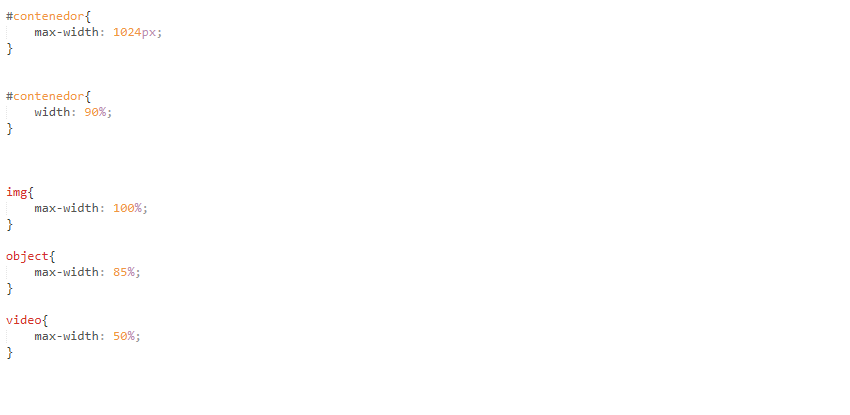 #contenedor{
    max-width: 1024px;
}
#contenedor{
    width: 90%;
}
img{
    max-width: 100%;
}
object{
    max-width: 85%;
}
video{
    max-width: 50%;
}